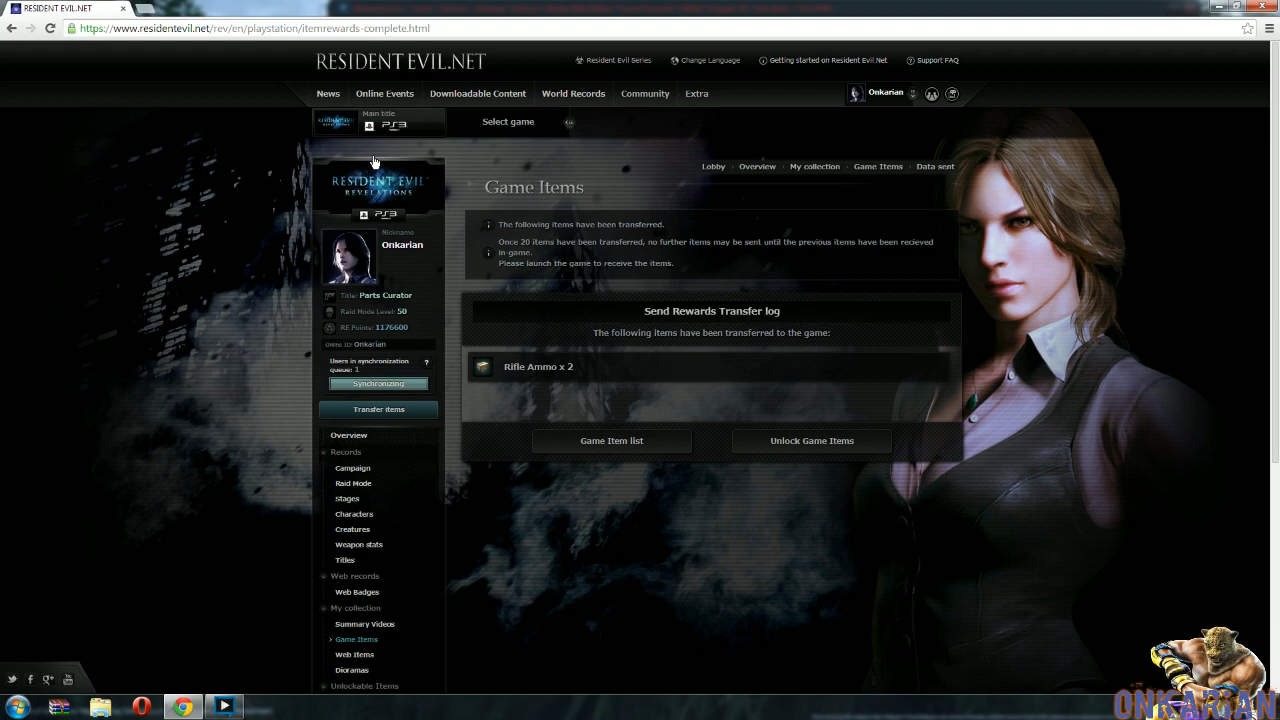 RESIDENT EVIL.NET
https://www.residentevil.net/rev/en/playstation/itemrewards-complete.html
RESIDENT EVIL.NET
Resident Evil Series
Change Language
Getting started on Resident Evil.Net
Support FAQ
News
Online Events
Downloadable Content
World Records
Community
Extra
Onkarian
Main title
PS3
Select game
Lobby
Overview
My collection
Game Items
Data sent
RESIDENT EVIL
REVELATIONS
PS3
Nickname
Onkarian
Title: Parts Curator
Raid Mode Level: 50
RE Points: 1176600
Online ID: Onkarian
Users in synchronization
queue: 1
?
Synchronizing
Transfer items
Overview
Records
Campaign
Raid Mode
Stages
Characters
Creatures
Weapon stats
Titles
Web records
Web Badges
My collection
Summary Videos
Game Items
Web Items
Dioramas
Unlockable Items
Game Items
The following items have been transferred.
Once 20 items have been transferred, no further items may be sent until the previous items have been recieved
in-game.
Please launch the game to receive the items.
Send Rewards Transfer log
The following items have been transferred to the game:
Rifle Ammo x 2
Game Item list
Unlock Game Items
ONKARIAN